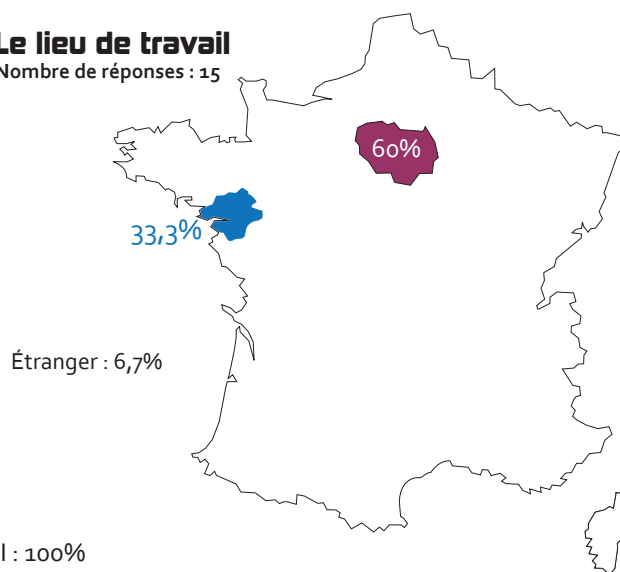 Le lieu de travail
Nombre de réponses : 15
60%
33,3%
Étranger : 6,7%
l : 100%